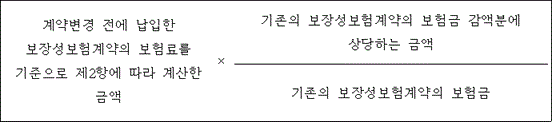 계약변경 전에 납입한
보장성보험계약의 보험료를
기준으로 제2항에 따라 계산한
금액
×
기존의 보장성보험계약의 보험금 감액분에
상당하는 금액
기존의 보장성보험계약의 보험금